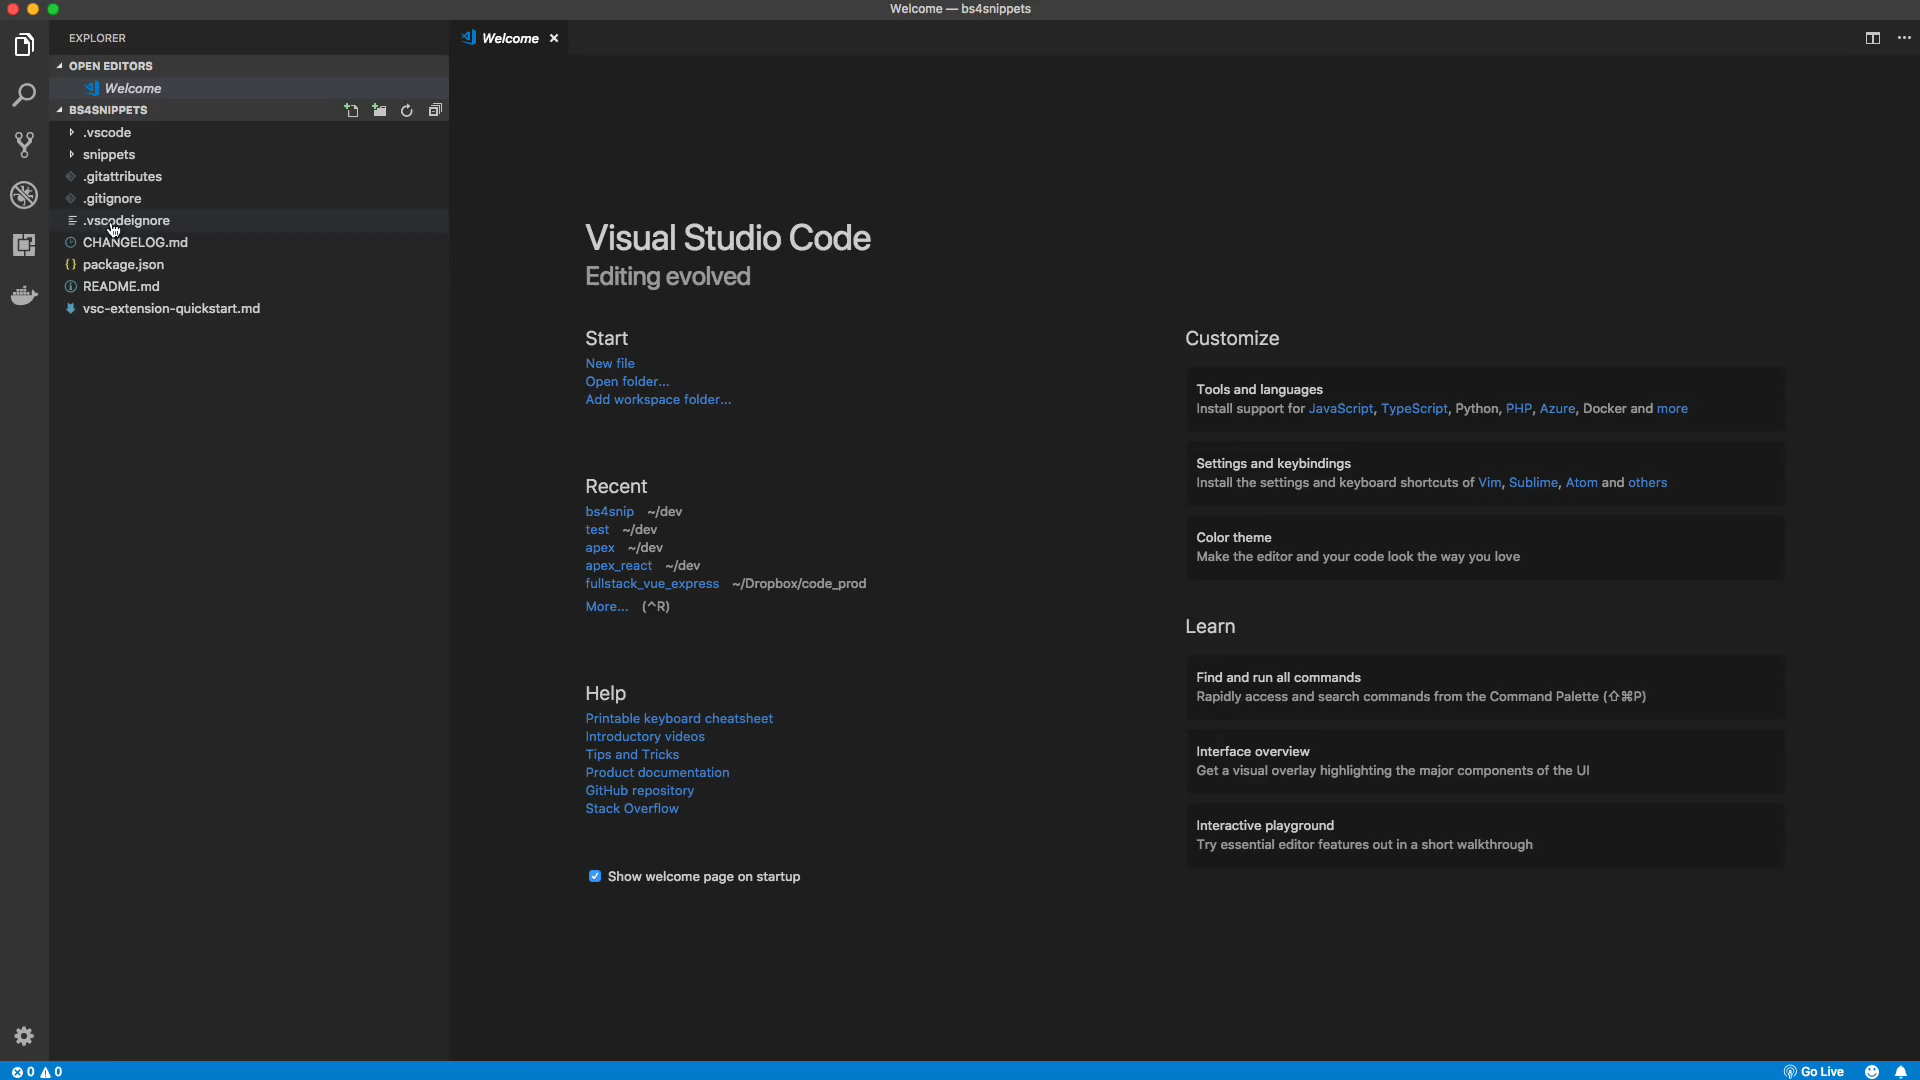 Welcome — bs4snippets
EXPLORER
OPEN EDITORS
Welcome
BS4SNIPPETS
.vscode
snippets
.gitattributes
.gitignore
.vscodeignore
CHANGELOG.md
package.json
README.md
vsc-extension-quickstart.md
Welcome
Visual Studio Code
Editing evolved
Start
New file
Open folder...
Add workspace folder...
Recent
bs4snip ~/dev
test ~/dev
apex ~/dev
apex_react ~/dev
fullstack_vue_express ~/Dropbox/code_prod
More... (^R)
Help
Printable keyboard cheatsheet
Introductory videos
Tips and Tricks
Product documentation
GitHub repository
Stack Overflow
Show welcome page on startup
Customize
Tools and languages
Install support for JavaScript, TypeScript, Python, PHP, Azure, Docker and more
Settings and keybindings
Install the settings and keyboard shortcuts of Vim, Sublime, Atom and others
Color theme
Make the editor and your code look the way you love
Learn
Find and run all commands
Rapidly access and search commands from the Command Palette (⇧⌘P)
Interface overview
Get a visual overlay highlighting the major components of the UI
Interactive playground
Try essential editor features out in a short walkthrough
0 0
Go Live